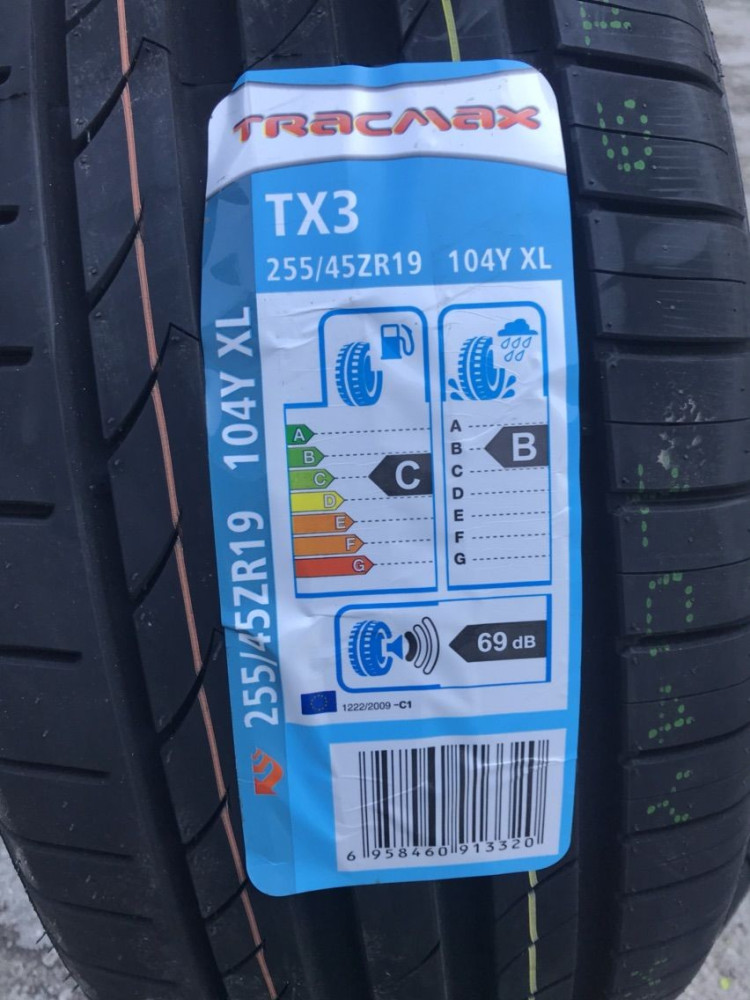 TRACMAX
TX3
255/45ZR19 104Y XL
255/45ZR19 104Y XL
A
B
C
D
E
F
G
C
A
B
C
D
E
F
G
B
69 dB
1222/2009 -C1
6 958460 913320